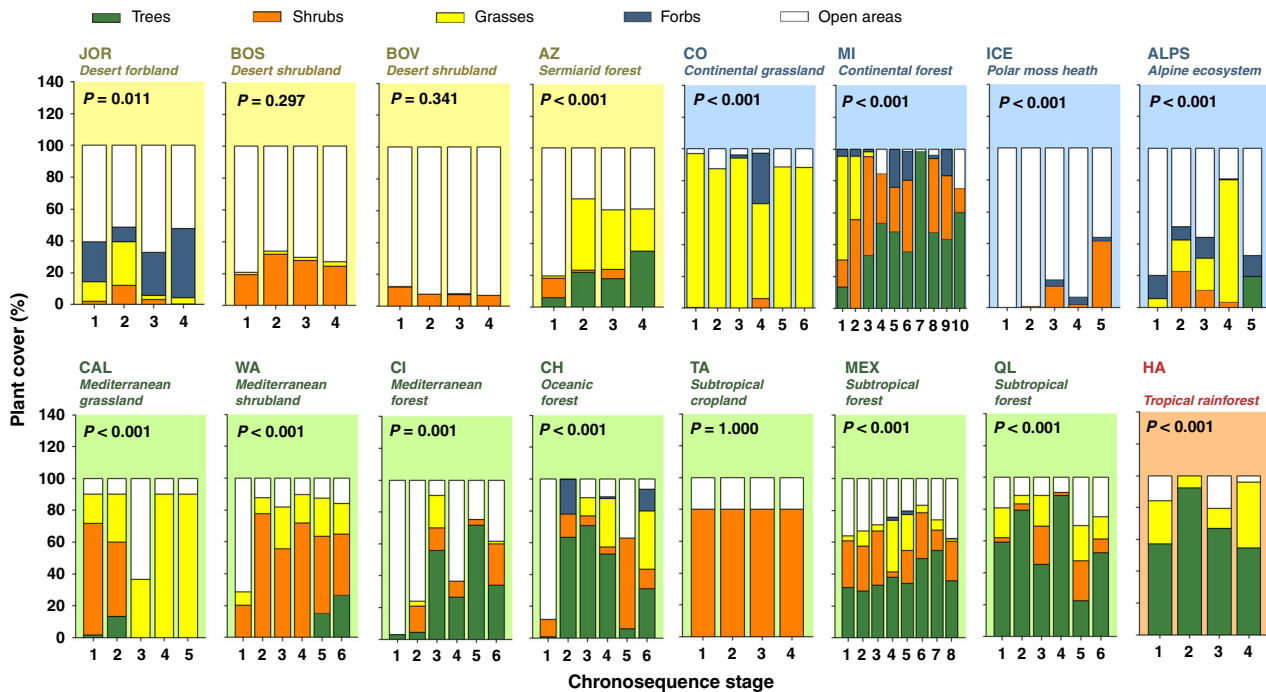 Trees Shrubs Grasses Forbs Open areas
JOR BOS BOV AZ CO MI ICE ALPS
Desert forbland Desert shrubland Desert shrubland Sermiarid forest Continental grassland Continental forest Polar moss heath Alpine ecosystem
140
120
100
80
60
40
20
0
P = 0.011 P = 0.297 P = 0.341 P < 0.001 P < 0.001 P < 0.001 P < 0.001 P < 0.001
1 2 3 4 1 2 3 4 1 2 3 4 1 2 3 4 1 2 3 4 5 6 1 2 3 4 5 6 7 8 9 10 1 2 3 4 5 1 2 3 4 5
Plant cover (%)
CAL WA CI CH TA MEX QL HA
Mediterranean Mediterranean Mediterranean Oceanic Subtropical Subtropical Subtropical
grassland shrubland forest forest cropland forest forest Tropical rainforest
140
120
100
80
60
40
20
0
P < 0.001 P < 0.001 P = 0.001 P < 0.001 P = 1.000 P < 0.001 P < 0.001 P < 0.001
1 2 3 4 5 1 2 3 4 5 6 1 2 3 4 5 6 1 2 3 4 5 6 1 2 3 4 1 2 3 4 5 6 7 8 1 2 3 4 5 6 1 2 3 4
Chronosequence stage